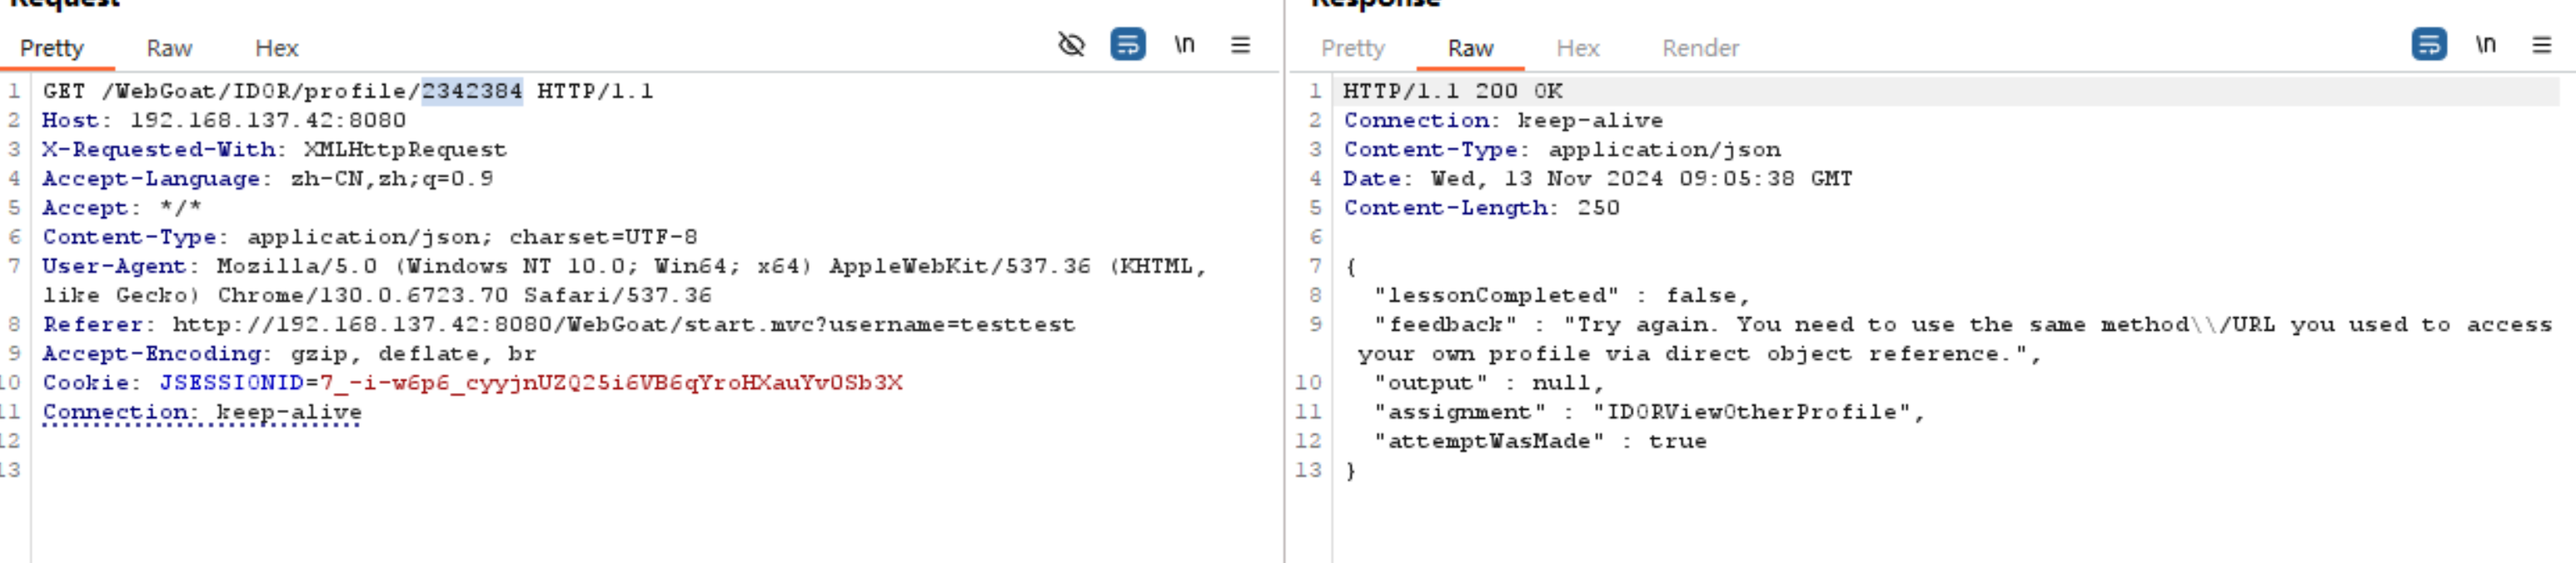 Request
Pretty Raw Hex
\n
1 GET /WebGoat/IDOR/profile/2342384 HTTP/1.1
2 Host: 192.168.137.42:8080
3 X-Requested-With: XMLHttpRequest
4 Accept-Language: zh-CN,zh;q=0.9
5 Accept: */*
6 Content-Type: application/json; charset=UTF-8
7 User-Agent: Mozilla/5.0 (Windows NT 10.0; Win64; x64) AppleWebKit/537.36 (KHTML,
like Gecko) Chrome/130.0.6723.70 Safari/537.36
8 Referer: http://192.168.137.42:8080/WebGoat/start.mvc?username=testtest
9 Accept-Encoding: gzip, deflate, br
10 Cookie: JSESSIONID=7_-i-w6p6_cyyjnUZQ25i6VB6qYroHXauYvOSb3X
11 Connection: keep-alive
12
13
Response
Pretty Raw Hex Render
\n
1 HTTP/1.1 200 OK
2 Connection: keep-alive
3 Content-Type: application/json
4 Date: Wed, 13 Nov 2024 09:05:38 GMT
5 Content-Length: 250
6
7 {
8 "lessonCompleted" : false,
9 "feedback" : "Try again. You need to use the same method\\/URL you used to access
your own profile via direct object reference.",
10 "output" : null,
11 "assignment" : "IDORViewOtherProfile",
12 "attemptWasMade" : true
13 }